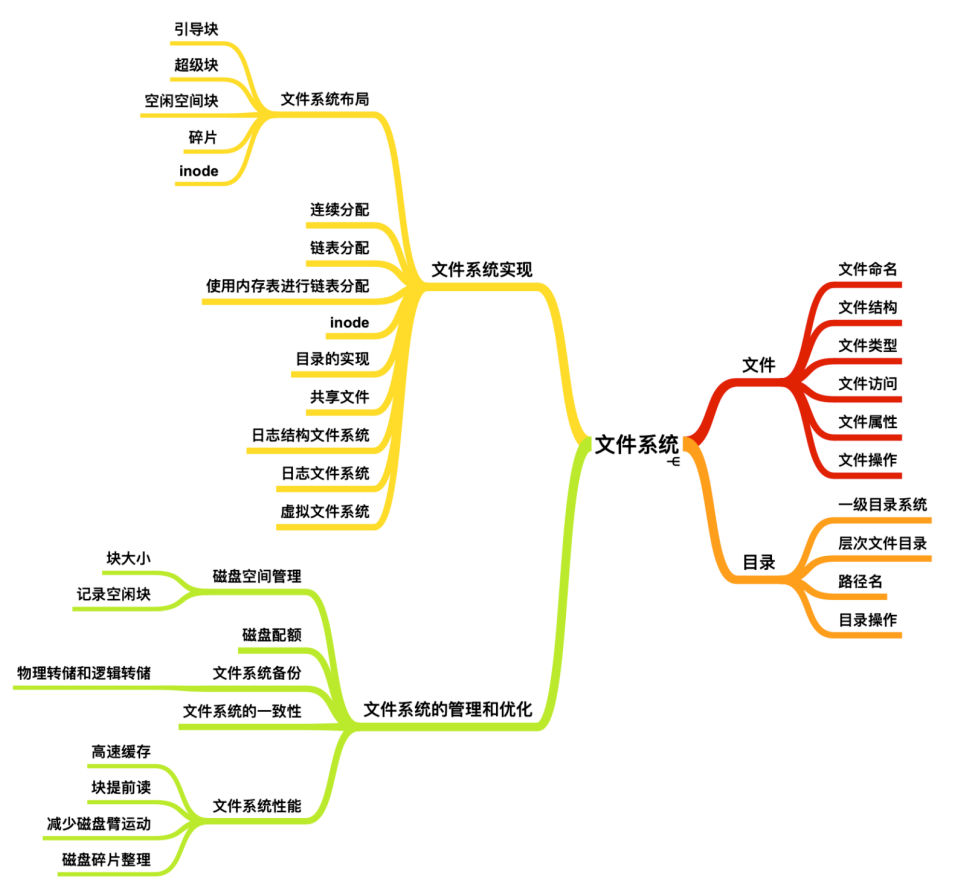 文件系统
文件
文件命名
文件结构
文件类型
文件访问
文件属性
文件操作
目录
一级目录系统
层次文件目录
路径名
目录操作
文件系统实现
文件系统布局
引导块
超级块
空闲空间块
碎片
inode
连续分配
链表分配
使用内存表进行链表分配
inode
目录的实现
共享文件
日志结构文件系统
日志文件系统
虚拟文件系统
文件系统的管理和优化
磁盘空间管理
块大小
记录空闲块
磁盘配额
文件系统备份
物理转储和逻辑转储
文件系统的一致性
文件系统性能
高速缓存
块提前读
减少磁盘臂运动
磁盘碎片整理